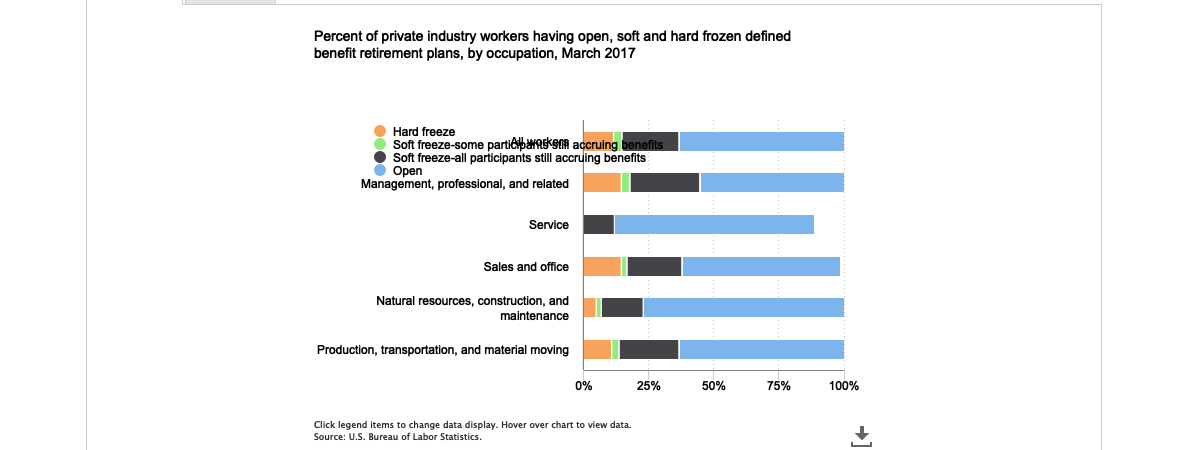 Percent of private industry workers having open, soft and hard frozen defined
benefit retirement plans, by occupation, March 2017
Hard freeze
All workers
Soft freeze-some participants still accruing benefits
Soft freeze-all participants still accruing benefits
Open
Management, professional, and related
Service
Sales and office
Natural resources, construction, and
maintenance
Production, transportation, and material moving
0% 25% 50% 75% 100%
Click legend items to change data display. Hover over chart to view data.
Source: U.S. Bureau of Labor Statistics.